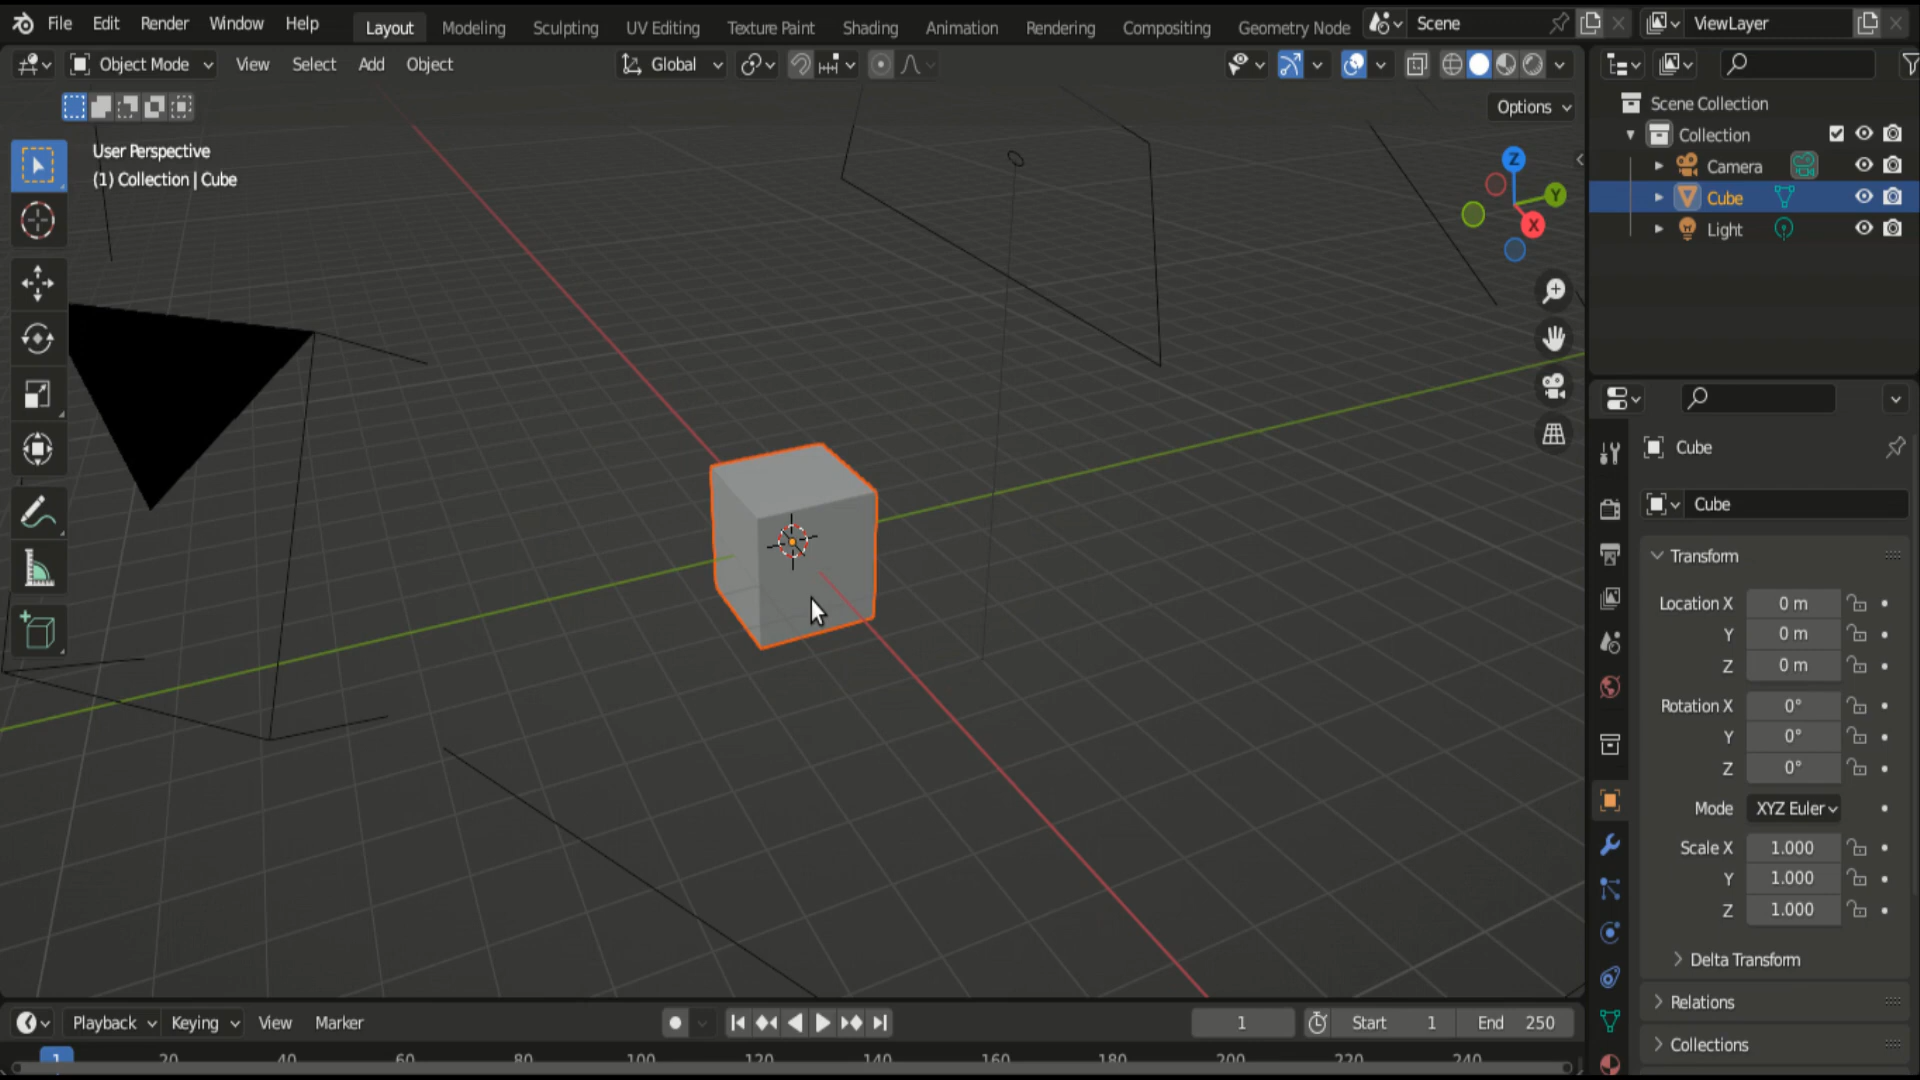 File Edit Render Window Help Layout Modeling Sculpting UV Editing Texture Paint Shading Animation Rendering Compositing Geometry Node Scene ViewLayer
Object Mode View Select Add Object Global
Options
User Perspective
(1) Collection | Cube
Z
Y
X
Scene Collection
Collection
Camera
Cube
Light
Cube
Cube
Transform
Location X 0 m
Y 0 m
Z 0 m
Rotation X 0°
Y 0°
Z 0°
Mode XYZ Euler
Scale X 1.000
Y 1.000
Z 1.000
Delta Transform
Relations
Collections
Playback Keying View Marker 1 Start 1 End 250
1 20 40 60 80 100 120 140 160 180 200 220 240